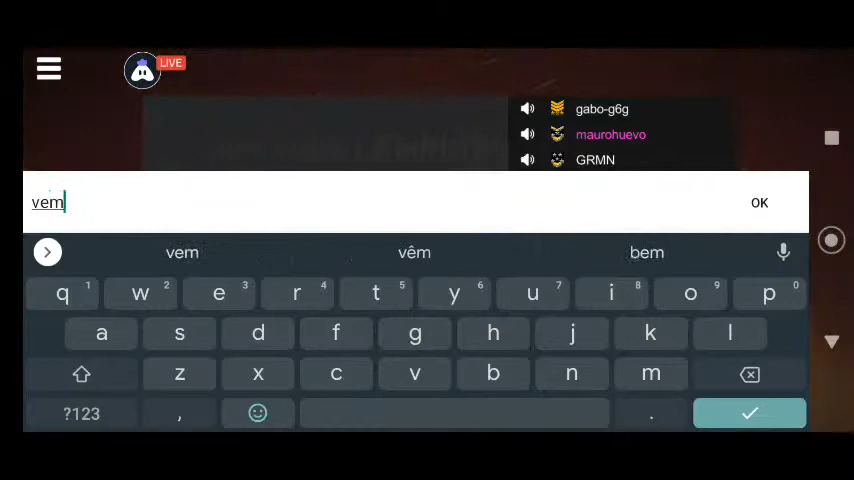 LIVE
gabo-g6g
maurohuevo
GRMN
vem
OK
vem vêm bem
q 1 w 2 e 3 r 4 t 5 y 6 u 7 i 8 o 9 p 0
a s d f g h j k l
z x c v b n m
?123 , .